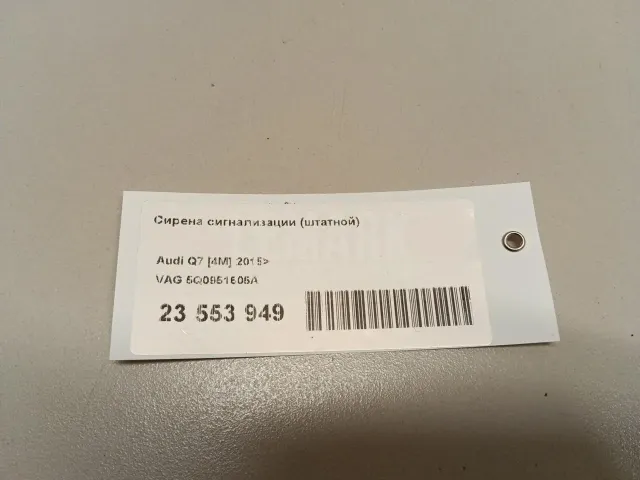 Сирена сигнализации (штатной)
Audi Q7 [4M] 2015>
VAG 5Q0951605A
23 553 949